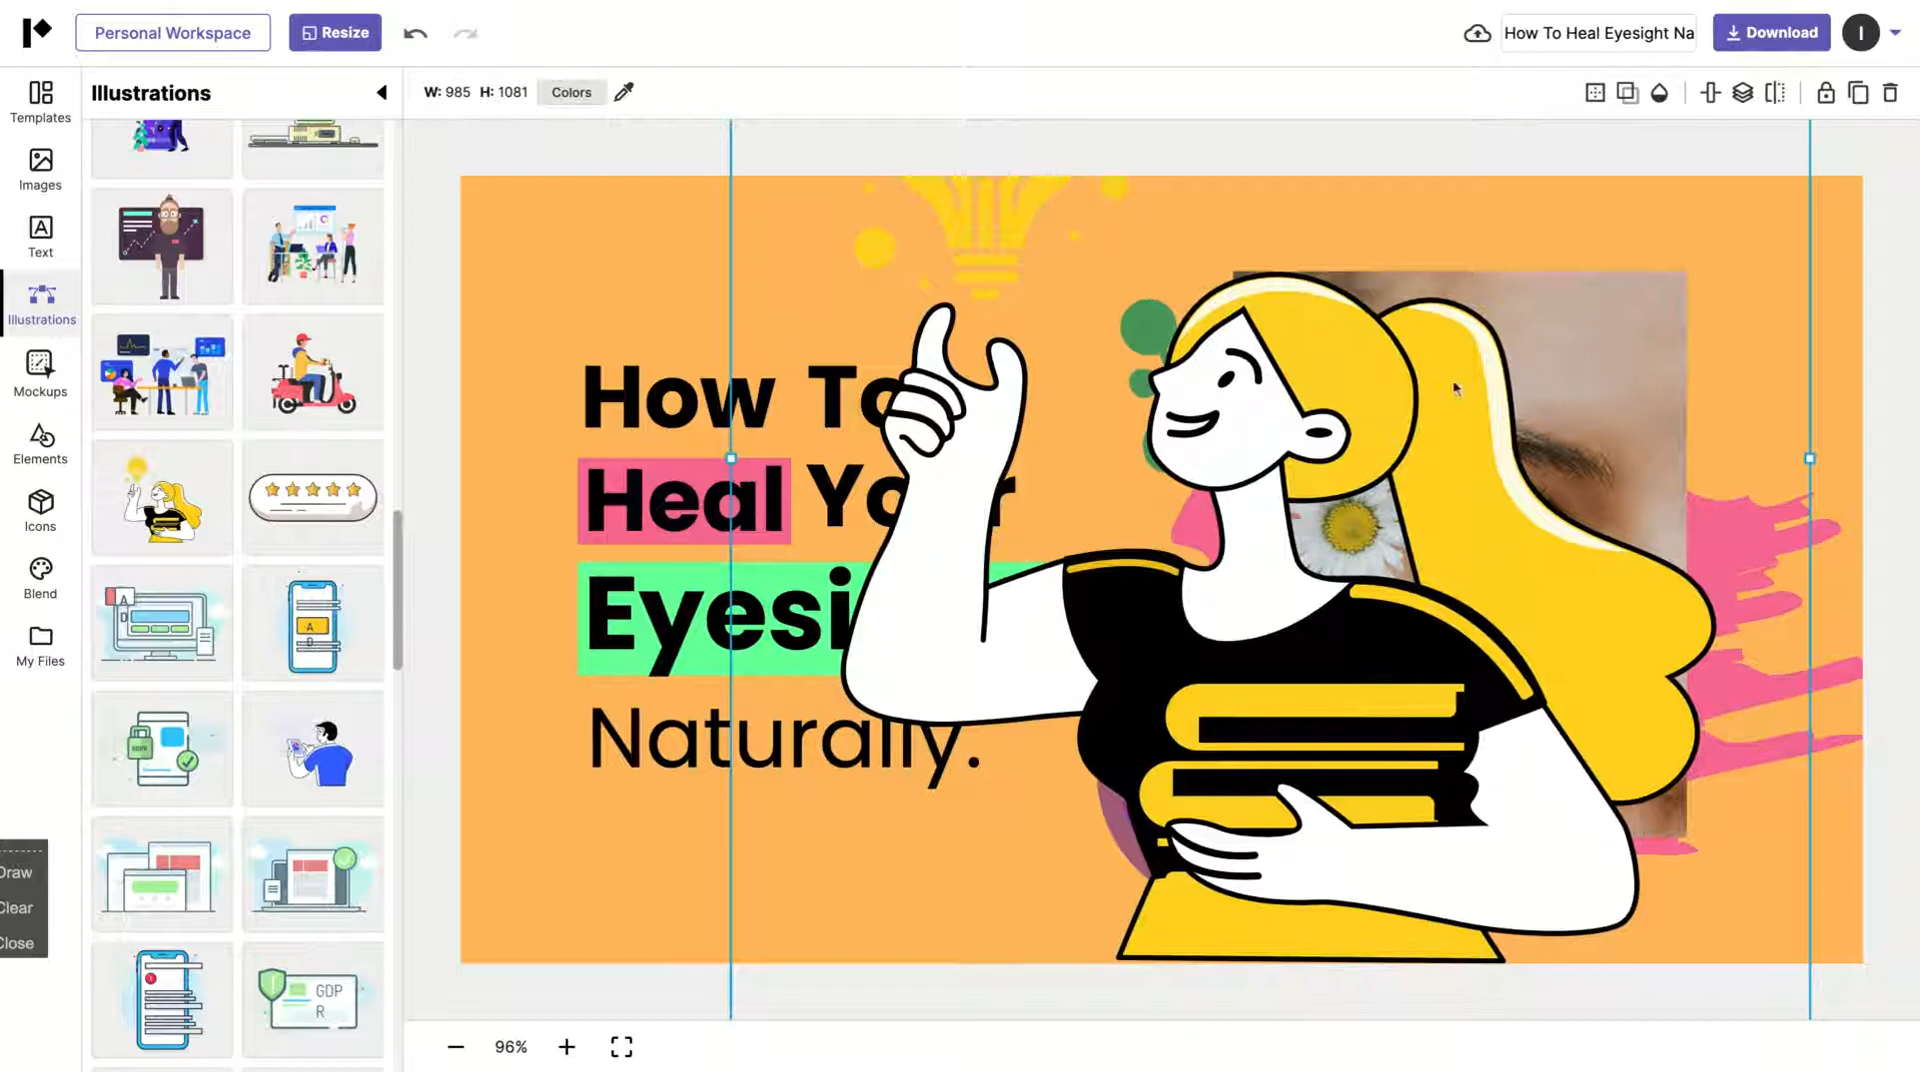 Personal Workspace
Resize
How To Heal Eyesight Na
Download
I
Templates
Images
Text
Illustrations
Mockups
Elements
Icons
Blend
My Files
Draw
Clear
Close
Illustrations
W: 985 H: 1081
Colors
A
D
A
D
GDPR
GDP
R
How To
Heal Yo r
Eyesi
Naturally.
96%